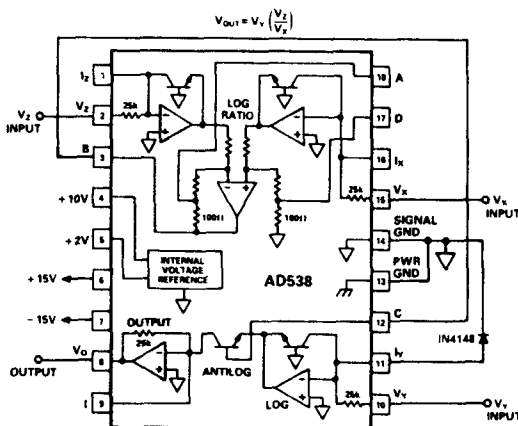 V_OUT = V_Y (V_Z/V_X)
I_Z 1
V_Z INPUT
V_Z 2
25k
B 3
+10V 4
+2V 5
+15V 6
-15V 7
V_O 8
OUTPUT
I 9
LOG RATIO
100Ω
100Ω
INTERNAL VOLTAGE REFERENCE
AD538
OUTPUT
25k
ANTILOG
LOG
25k
25k
18 A
17 D
16 I_X
15 V_X
V_X INPUT
14 SIGNAL GND
13 PWR GND
12 C
IN4148
11 I_Y
10 V_Y
V_Y INPUT